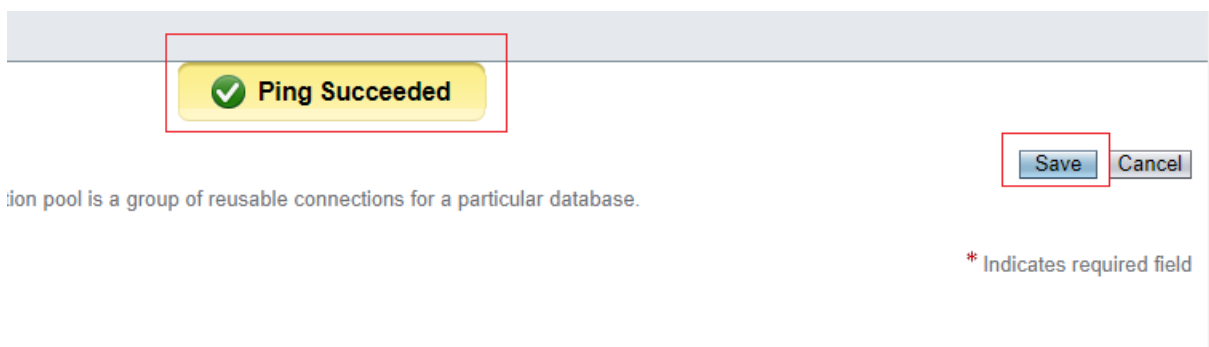 Ping Succeeded
Save Cancel
tion pool is a group of reusable connections for a particular database.
* Indicates required field